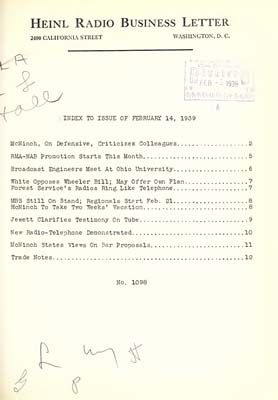 HEINL RADIO BUSINESS LETTER
2400 CALIFORNIA STREET WASHINGTON, D. C.
FEB 1939
INDEX TO ISSUE OF FEBRUARY 14, 1939
McNinch, On Defensive, Criticizes Colleagues....................2
RMA-NAB Promotion Starts This Month.............................5
Broadcast Engineers Meet At Ohio University.....................6
White Opposes Wheeler Bill; May Offer Own Plan..................7
Forest Service's Radios Ring Like Telephone.....................7
MBS Still On Stand; Regionals Start Feb. 21.....................8
McNinch To Take Two Weeks' Vacation.............................8
Jewett Clarifies Testimony On Tube..............................9
New Radio-Telephone Demonstrated................................10
McNinch States Views On Bar Proposals...........................11
Trade Notes.....................................................12
No. 1098